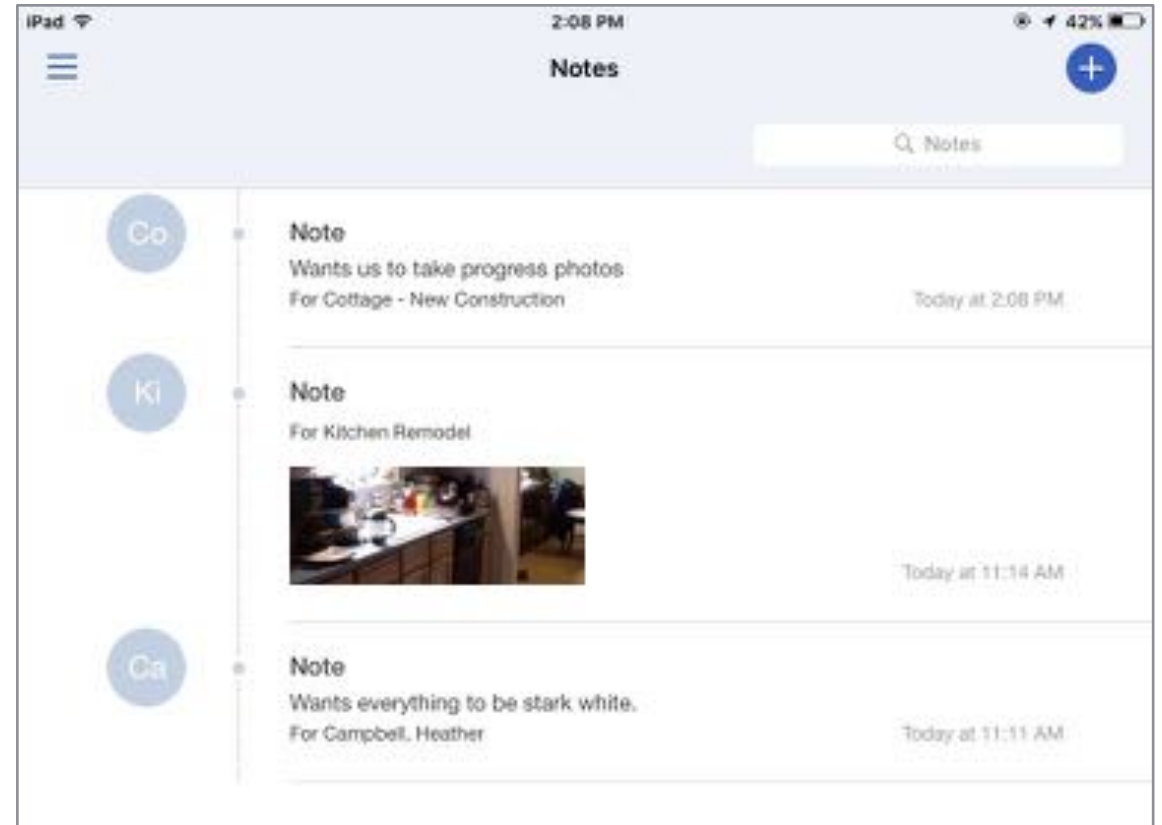 iPad 2:08 PM 42%
Notes
Notes
Co
Note
Wants us to take progress photos
For Cottage - New Construction
Today at 2:08 PM
Ki
Note
For Kitchen Remodel
Today at 11:14 AM
Ca
Note
Wants everything to be stark white.
For Campbell, Heather
Today at 11:11 AM